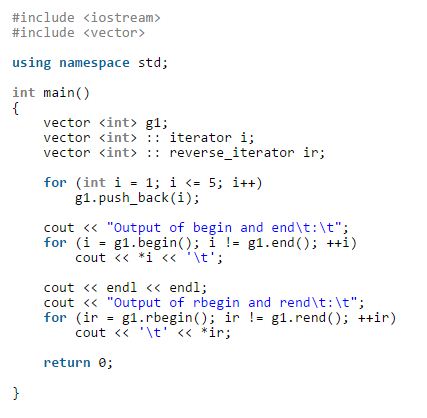 #include <iostream>
#include <vector>
using namespace std;
int main()
{
    vector <int> g1;
    vector <int> :: iterator i;
    vector <int> :: reverse_iterator ir;
    for (int i = 1; i <= 5; i++)
        g1.push_back(i);
    cout << "Output of begin and end\t:\t";
    for (i = g1.begin(); i != g1.end(); ++i)
        cout << *i << '\t';
    cout << endl << endl;
    cout << "Output of rbegin and rend\t:\t";
    for (ir = g1.rbegin(); ir != g1.rend(); ++ir)
        cout << '\t' << *ir;
    return 0;
}